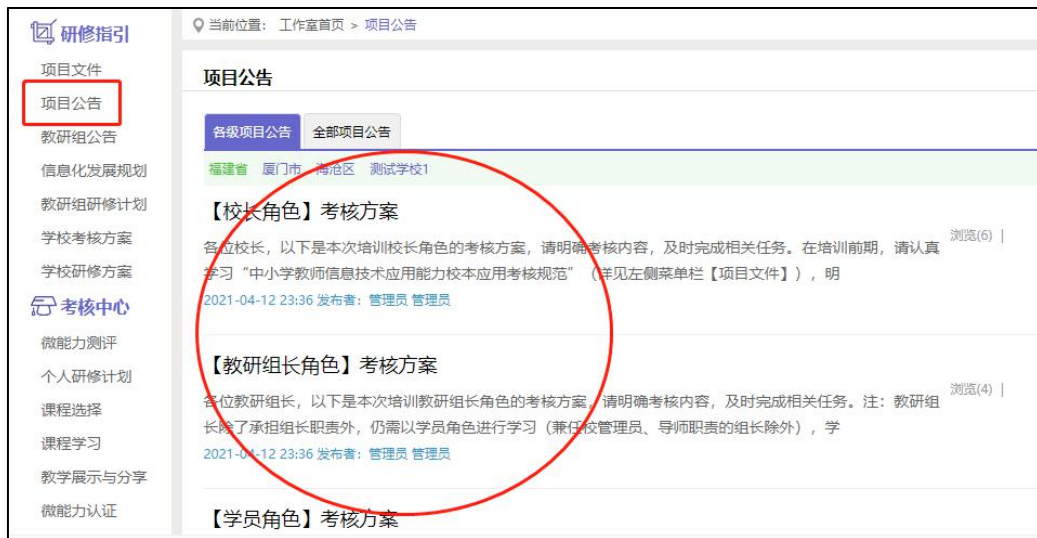 研修指引
项目文件
项目公告
教研组公告
信息化发展规划
教研组研修计划
学校考核方案
学校研修方案
考核中心
微能力测评
个人研修计划
课程选择
课程学习
教学展示与分享
微能力认证
当前位置： 工作室首页 > 项目公告
项目公告
各级项目公告 全部项目公告
福建省 厦门市 海沧区 测试学校1
【校长角色】考核方案
各位校长，以下是本次培训校长角色的考核方案，请明确考核内容，及时完成相关任务。在培训前期，请认真
学习“中小学教师信息技术应用能力校本应用考核规范”（详见左侧菜单栏【项目文件】），明
浏览(6) |
2021-04-12 23:36 发布者：管理员 管理员
【教研组长角色】考核方案
各位教研组长，以下是本次培训教研组长角色的考核方案，请明确考核内容，及时完成相关任务。注：教研组
长除了承担组长职责外，仍需以学员角色进行学习（兼任校管理员、导师职责的组长除外），学
浏览(4) |
2021-04-12 23:36 发布者：管理员 管理员
【学员角色】考核方案